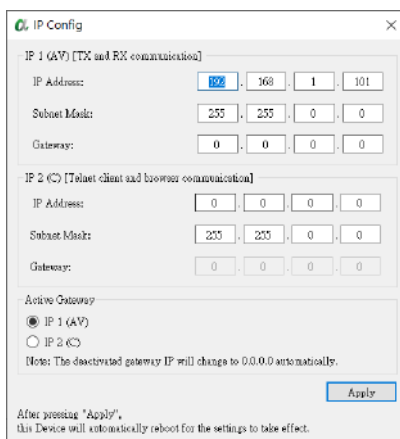 IP Config
IP 1 (AV) [TX and RX communication]
IP Address: 192 . 168 . 1 . 101
Subnet Mask: 255 . 255 . 0 . 0
Gateway: 0 . 0 . 0 . 0
IP 2 (C) [Telnet client and browser communication]
IP Address: 0 . 0 . 0 . 0
Subnet Mask: 255 . 255 . 0 . 0
Gateway: 0 . 0 . 0 . 0
Active Gateway
IP 1 (AV)
IP 2 (C)
Note: The deactivated gateway IP will change to 0.0.0.0 automatically.
Apply
After pressing "Apply",
this Device will automatically reboot for the settings to take effect.